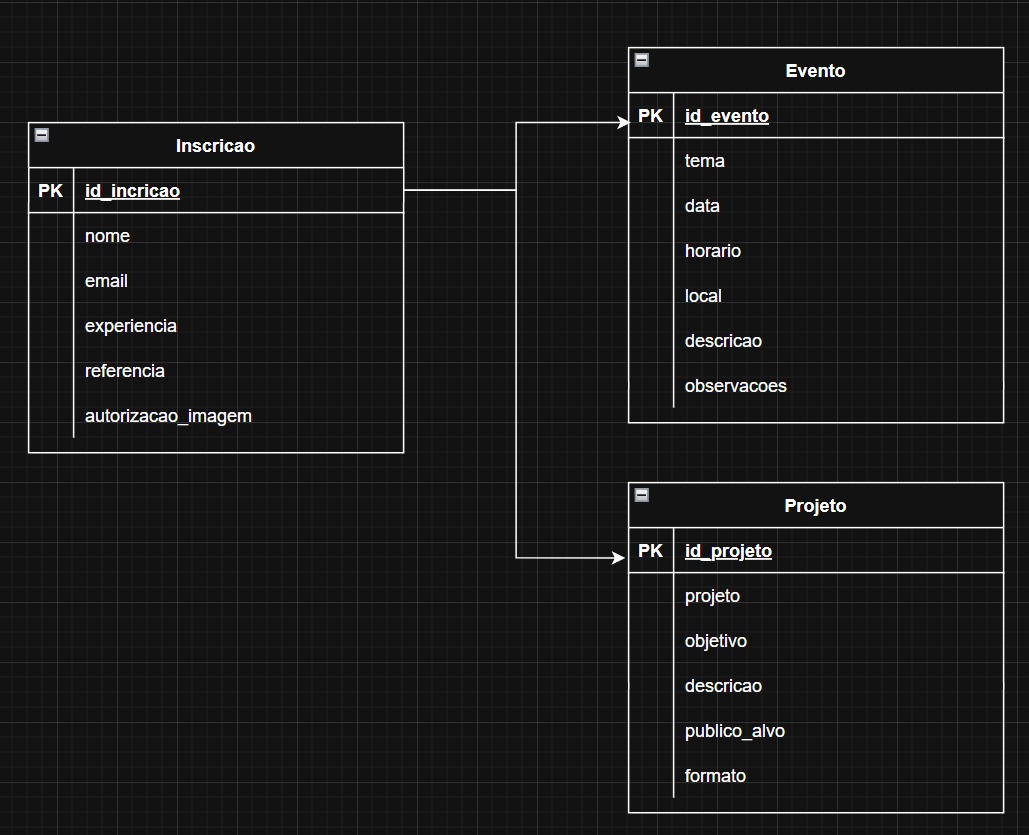 Inscricao
PK id_incricao
nome
email
experiencia
referencia
autorizacao_imagem
Evento
PK id_evento
tema
data
horario
local
descricao
observacoes
Projeto
PK id_projeto
projeto
objetivo
descricao
publico_alvo
formato